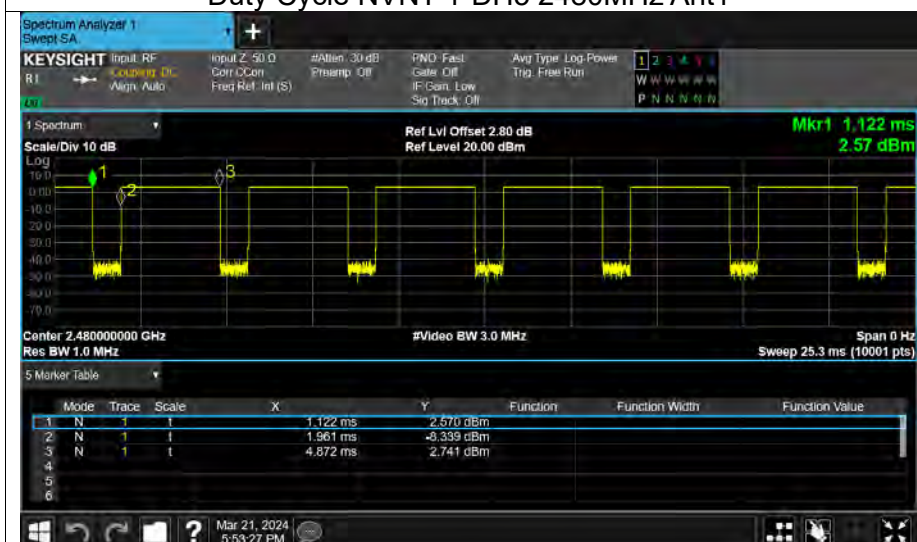 Duty Cycle NVNT 1-DH5 2480MHz Ant1
Spectrum Analyzer 1
Swept SA
+
KEYSIGHT Input: RF Input Z: 50 Ω #Atten: 30 dB PNO: Fast Avg Type: Log-Power 1 2 3 4 5 6
R1 Coupling: DC Corr CCorr Preamp: Off Gate: Off Trig: Free Run W W W W W W
Align: Auto Freq Ref: Int (S) IF Gain: Low
Sig Track: Off P N N N N N
1 Spectrum Ref Lvl Offset 2.80 dB Mkr1 1.122 ms
Scale/Div 10 dB Ref Level 20.00 dBm 2.57 dBm
Log
10.0
0.00
-10.0
-20.0
-30.0
-40.0
-50.0
-60.0
-70.0
1
2
3
Center 2.480000000 GHz #Video BW 3.0 MHz Span 0 Hz
Res BW 1.0 MHz Sweep 25.3 ms (10001 pts)
5 Marker Table
Mode Trace Scale X Y Function Function Width Function Value
1 N 1 t 1.122 ms 2.570 dBm
2 N 1 t 1.961 ms -8.339 dBm
3 N 1 t 4.872 ms 2.741 dBm
4
5
6
? Mar 21, 2024
5:53:27 PM